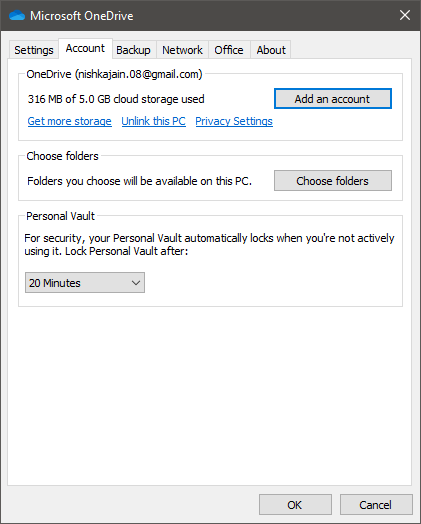 Microsoft OneDrive
Settings Account Backup Network Office About
OneDrive (nishkajain.08@gmail.com)
316 MB of 5.0 GB cloud storage used Add an account
Get more storage Unlink this PC Privacy Settings
Choose folders
Folders you choose will be available on this PC. Choose folders
Personal Vault
For security, your Personal Vault automatically locks when you're not actively
using it. Lock Personal Vault after:
20 Minutes
OK Cancel